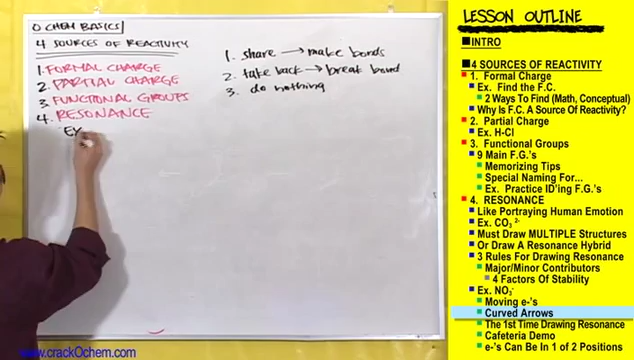 O CHEM BASICS
4 SOURCES OF REACTIVITY
1. FORMAL CHARGE
2. PARTIAL CHARGE
3. FUNCTIONAL GROUPS
4. RESONANCE
EX
1. share → make bonds
2. take back → break bond
3. do nothing
www.crackOchem.com
LESSON OUTLINE
INTRO
4 SOURCES OF REACTIVITY
1. Formal Charge
Ex. Find the F.C.
2 Ways To Find (Math, Conceptual)
Why Is F.C. A Source Of Reactivity?
2. Partial Charge
Ex. H-Cl
3. Functional Groups
9 Main F.G.'s
Memorizing Tips
Special Naming For...
Ex. Practice ID'ing F.G.'s
4. RESONANCE
Like Portraying Human Emotion
Ex. CO₃ ²⁻
Must Draw MULTIPLE Structures
Or Draw A Resonance Hybrid
3 Rules For Drawing Resonance
Major/Minor Contributors
4 Factors Of Stability
Ex. NO₃⁻
Moving e-'s
Curved Arrows
The 1st Time Drawing Resonance
Cafeteria Demo
e-'s Can Be In 1 of 2 Positions